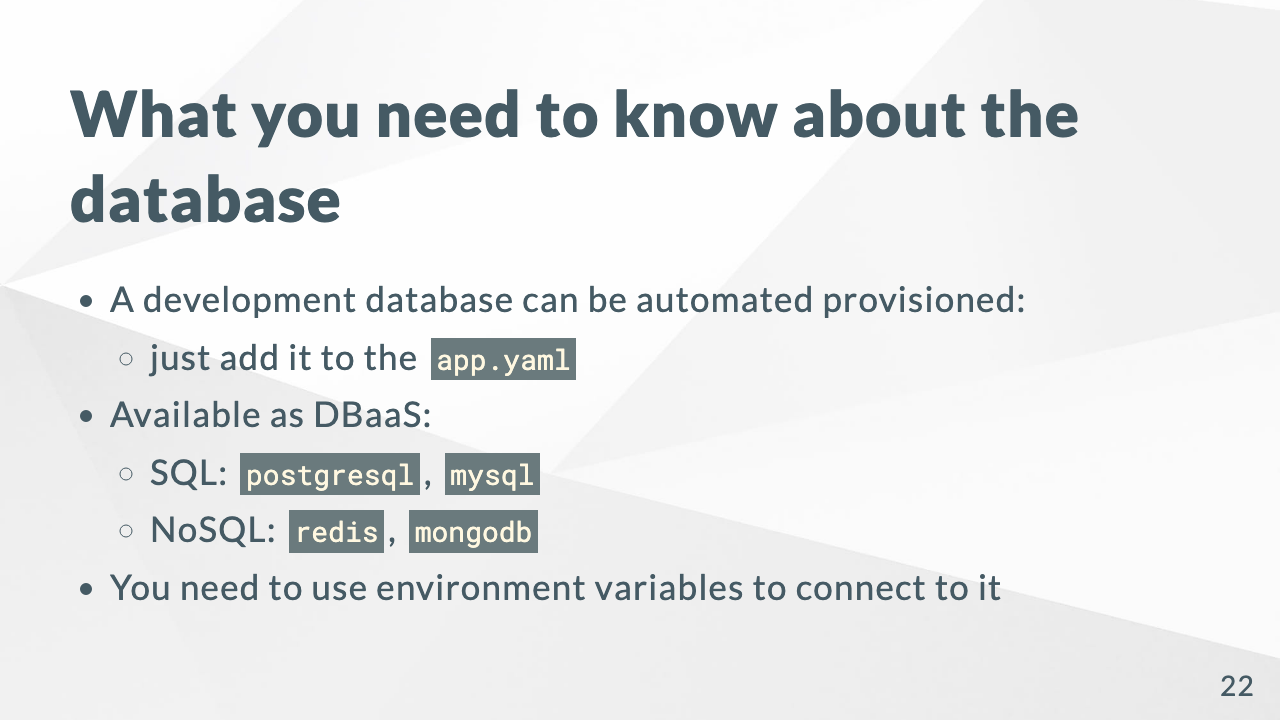 What you need to know about the
database
• A development database can be automated provisioned:
◦ just add it to the app.yaml
• Available as DBaaS:
◦ SQL: postgresql, mysql
◦ NoSQL: redis, mongodb
• You need to use environment variables to connect to it
22